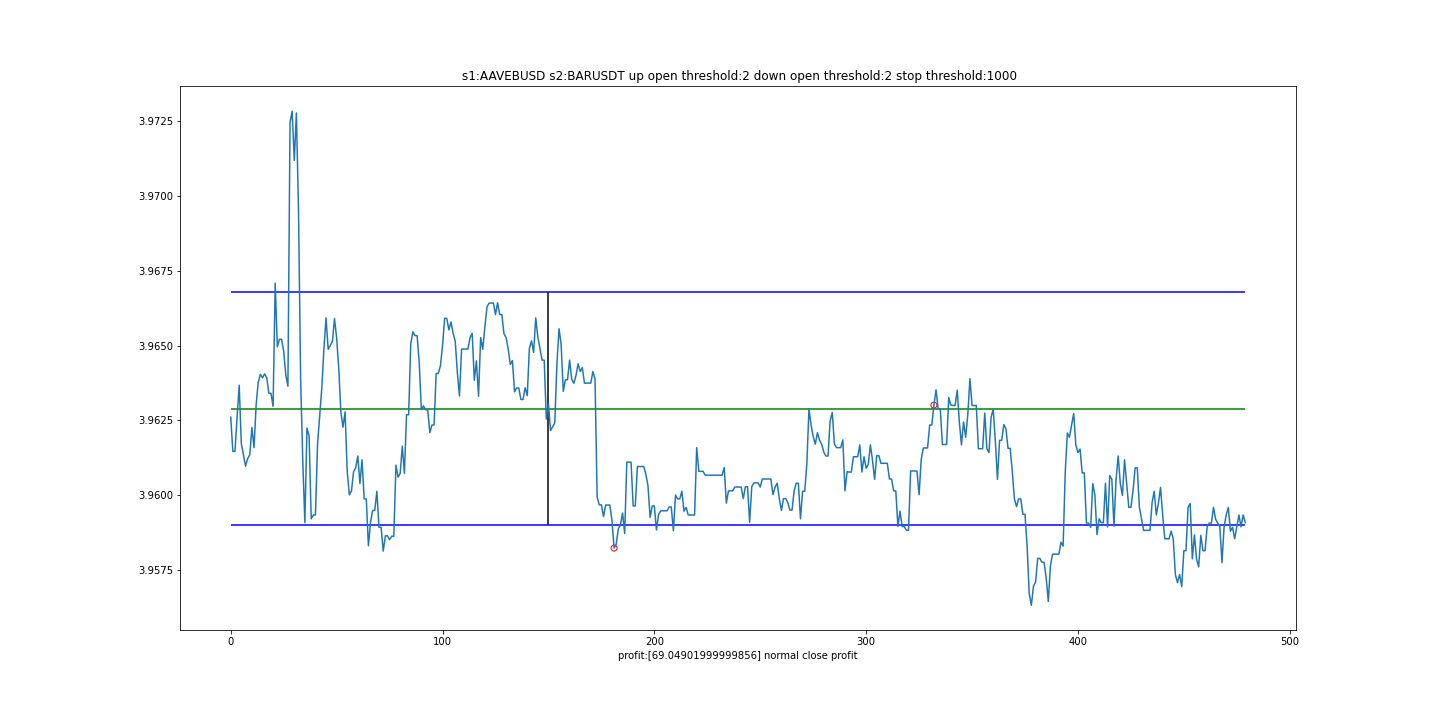 s1:AAVEBUSD s2:BARUSDT up open threshold:2 down open threshold:2 stop threshold:1000
3.9725
3.9700
3.9675
3.9650
3.9625
3.9600
3.9575
0 100 200 300 400 500
profit:[69.04901999999856] normal close profit